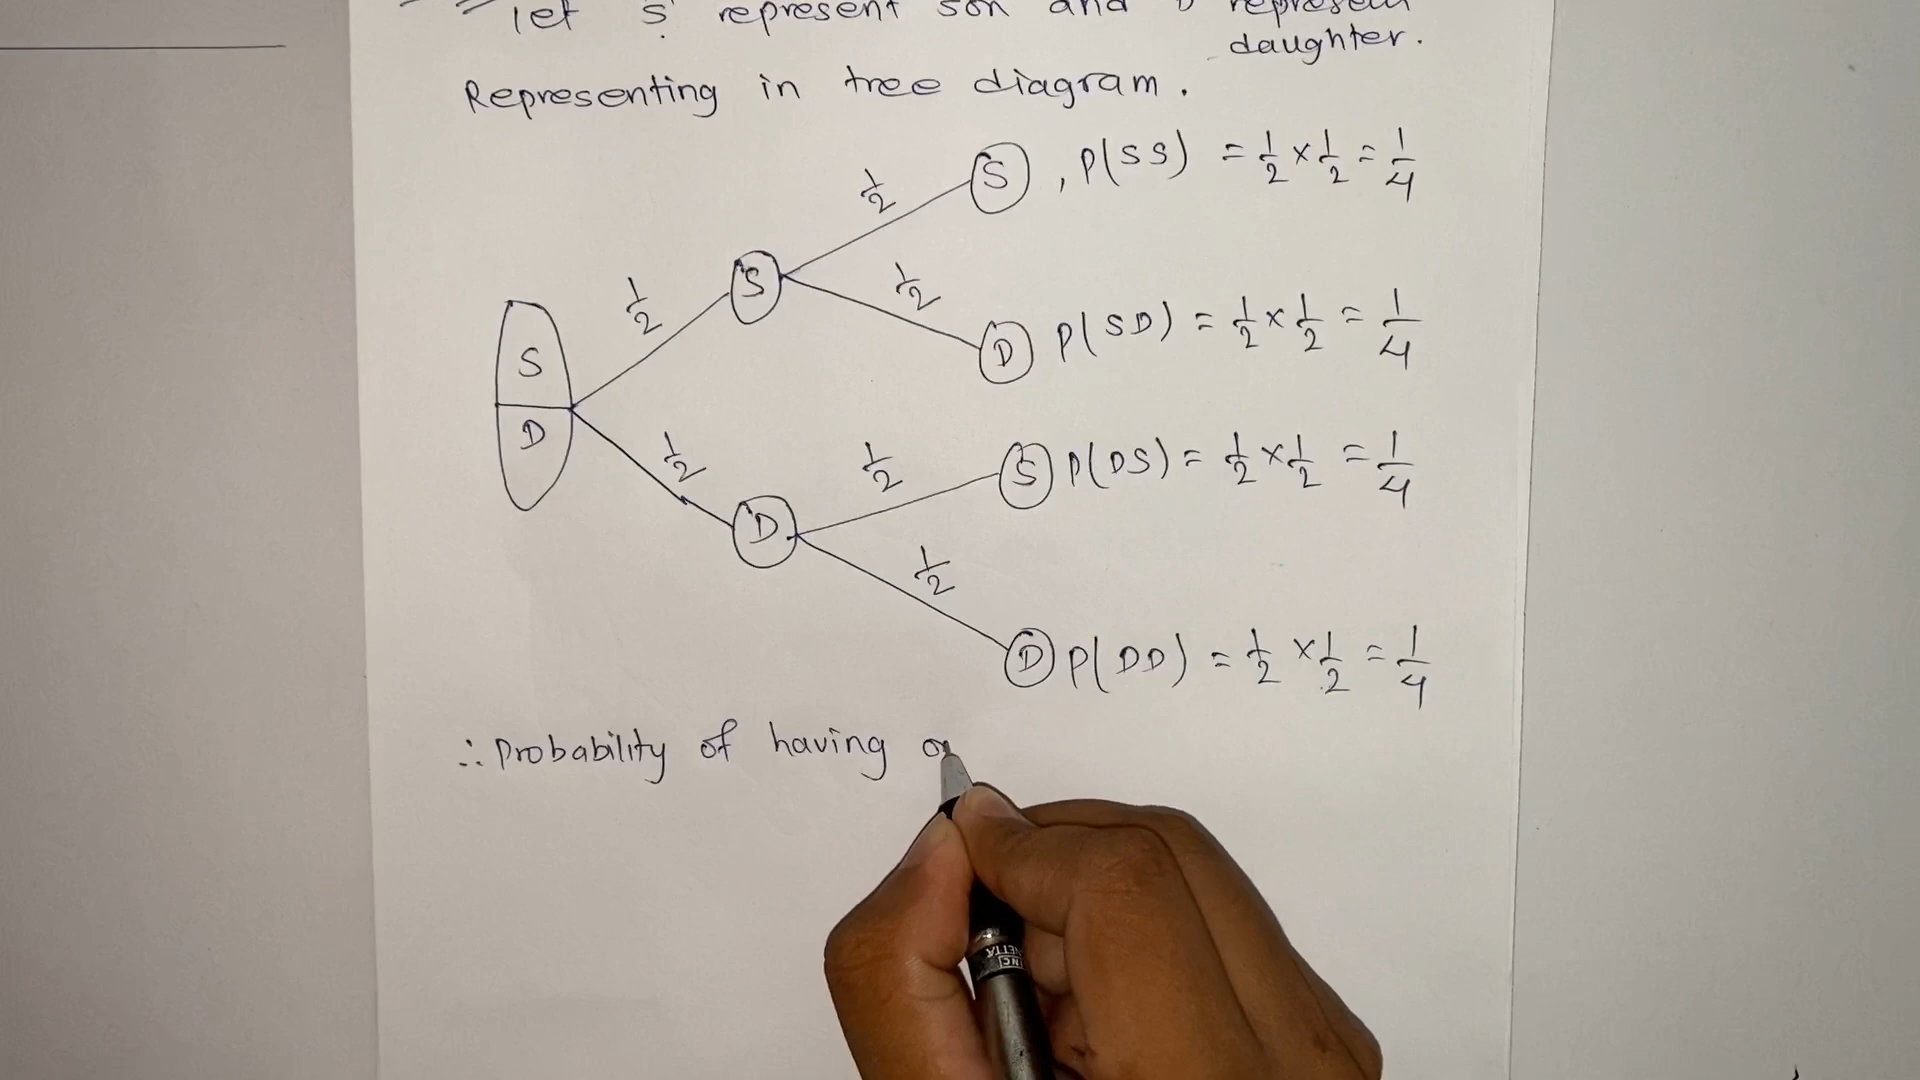 let S represent son and D represent
daughter.
Representing in tree diagram.
1/2 S , P(SS) = 1/2 × 1/2 = 1/4
1/2 S 1/2
D P(SD) = 1/2 × 1/2 = 1/4
S
D
1/2 1/2 S P(DS) = 1/2 × 1/2 = 1/4
D
1/2
D P(DD) = 1/2 × 1/2 = 1/4
∴ Probability of having